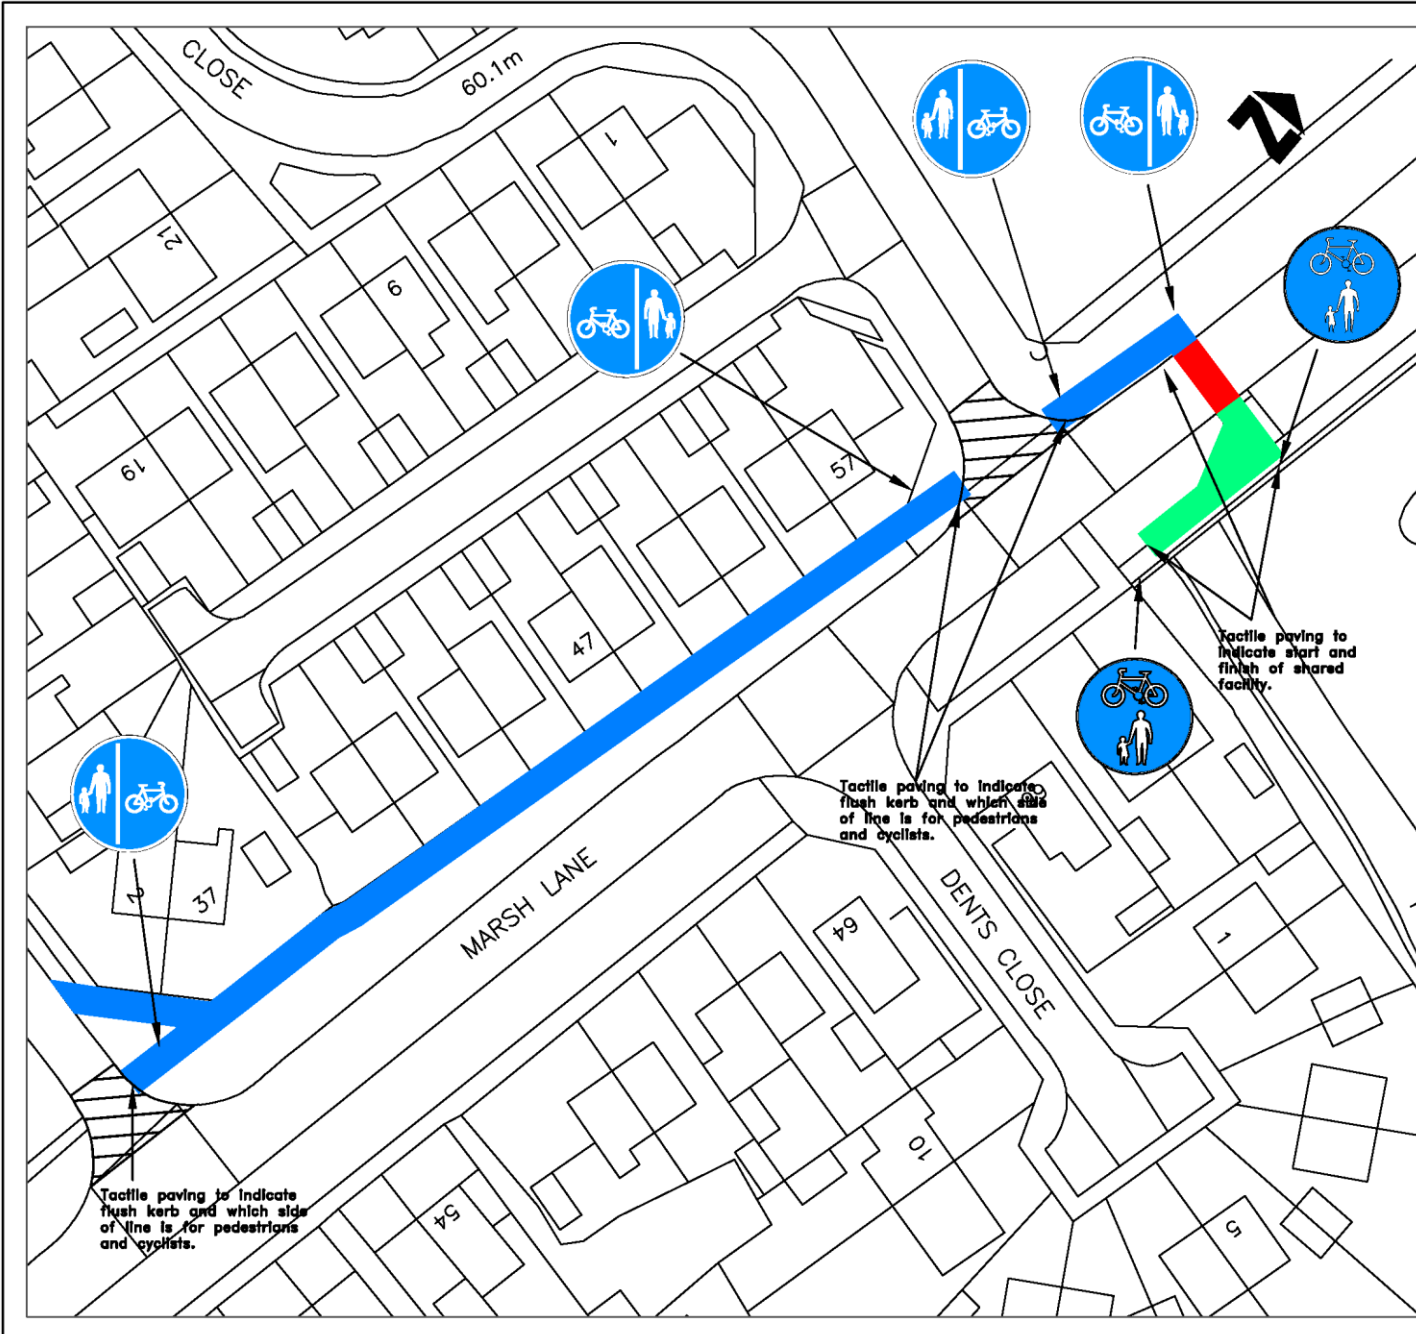 CLOSE
60.1m
N
1
21
9
19
57
47
Tactile paving to
indicate start and
finish of shared
facility.
Tactile paving to indicate
flush kerb and which side
of line is for pedestrians
and cyclists.
2
37
MARSH LANE
DENTS CLOSE
64
1
10
54
5
Tactile paving to indicate
flush kerb and which side
of line is for pedestrians
and cyclists.